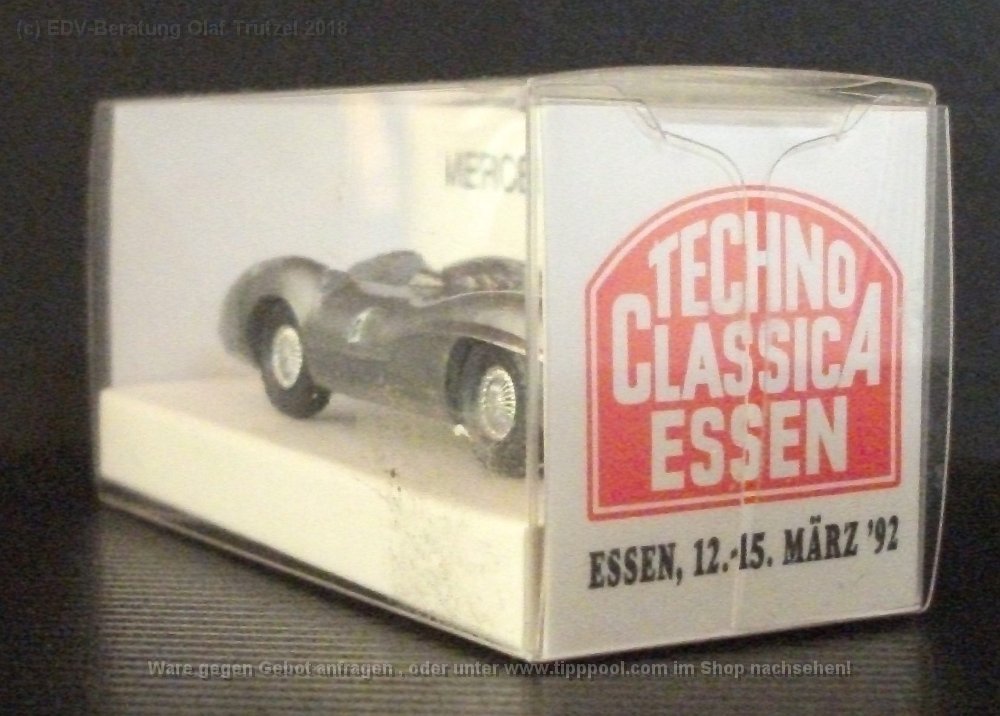 (c) EDV-Beratung Olaf Trutzel 2018
MERCE
TECHNO
CLASSICA
ESSEN
ESSEN, 12.-15. MÄRZ '92
Ware gegen Gebot anfragen , oder unter www.tipppool.com im Shop nachsehen!